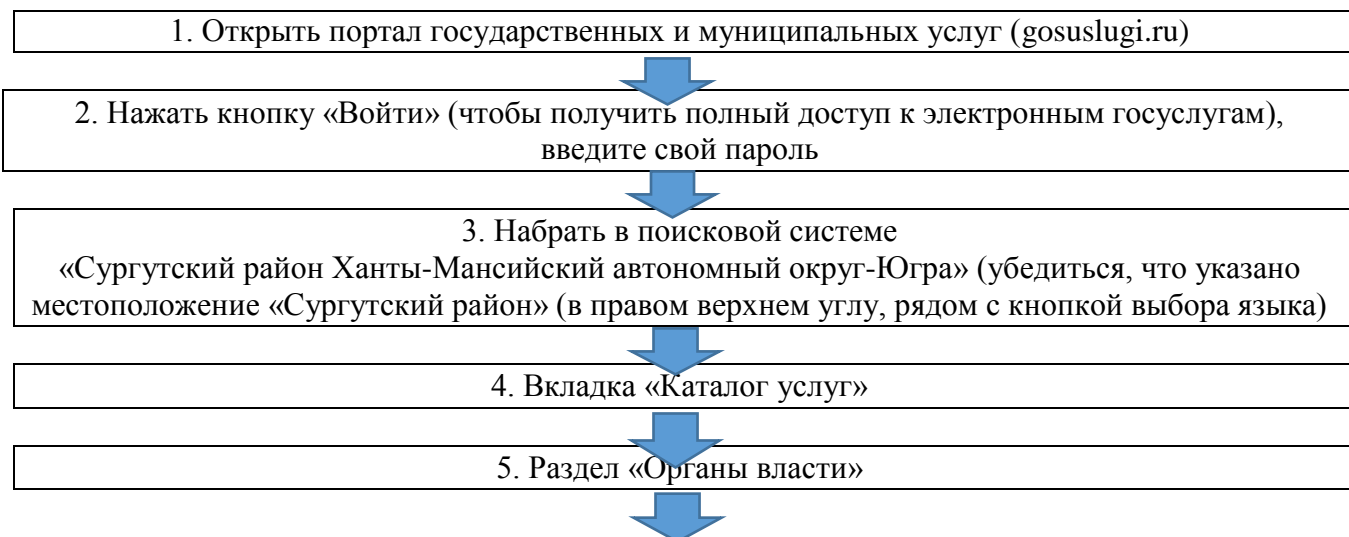 1. Открыть портал государственных и муниципальных услуг (gosuslugi.ru)
2. Нажать кнопку «Войти» (чтобы получить полный доступ к электронным госуслугам),
введите свой пароль
3. Набрать в поисковой системе
«Сургутский район Ханты-Мансийский автономный округ-Югра» (убедиться, что указано
местоположение «Сургутский район» (в правом верхнем углу, рядом с кнопкой выбора языка)
4. Вкладка «Каталог услуг»
5. Раздел «Органы власти»